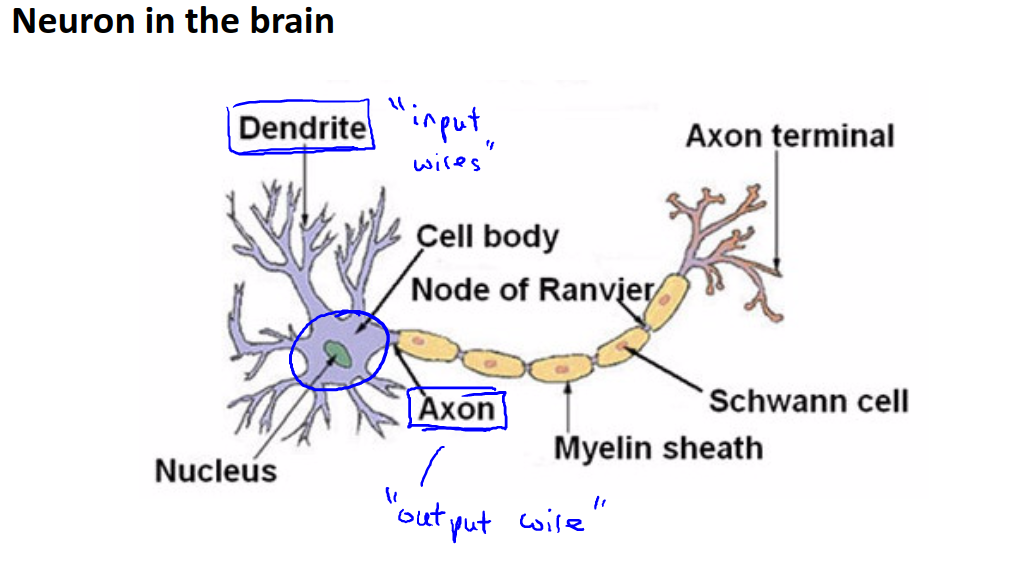 Neuron in the brain
Dendrite
"input
wires"
Axon terminal
Cell body
Node of Ranvier
Axon
Schwann cell
Myelin sheath
Nucleus
"output wire"